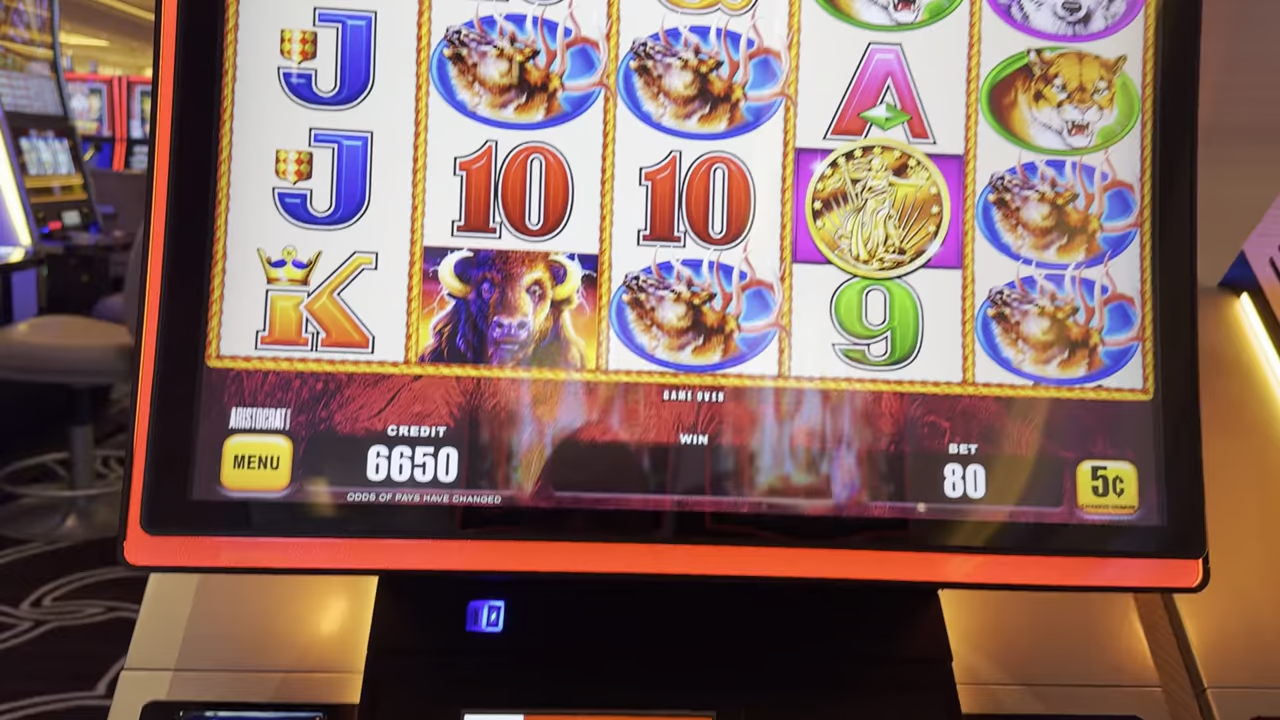 J
A
J
10
10
K
9
GAME OVER
ARISTOCRAT
CREDIT
WIN
BET
MENU
6650
80
5¢
ODDS OF PAYS HAVE CHANGED